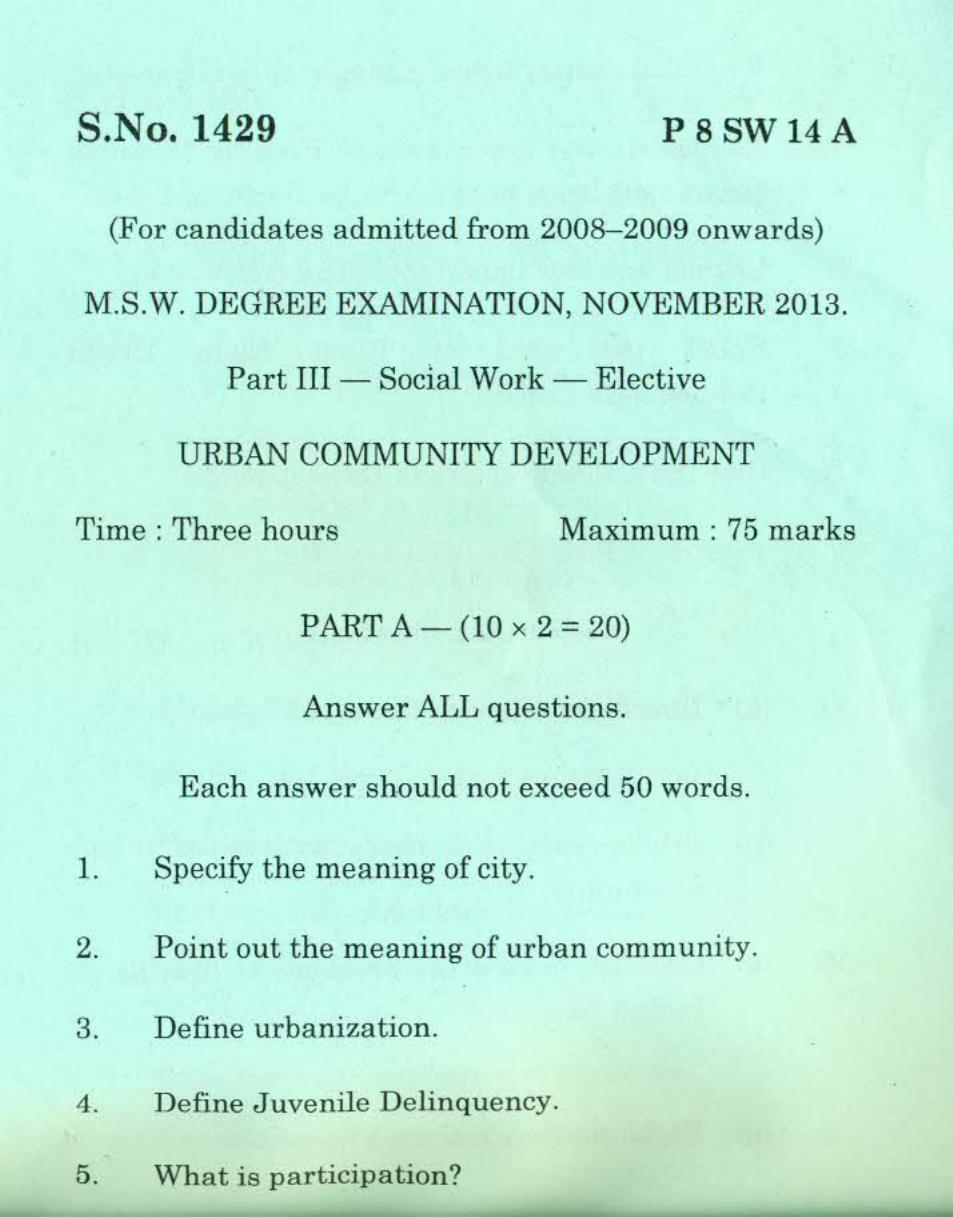 S.No. 1429 P 8 SW 14 A
(For candidates admitted from 2008–2009 onwards)
M.S.W. DEGREE EXAMINATION, NOVEMBER 2013.
Part III — Social Work — Elective
URBAN COMMUNITY DEVELOPMENT
Time : Three hours Maximum : 75 marks
PART A — (10 × 2 = 20)
Answer ALL questions.
Each answer should not exceed 50 words.
1. Specify the meaning of city.
2. Point out the meaning of urban community.
3. Define urbanization.
4. Define Juvenile Delinquency.
5. What is participation?